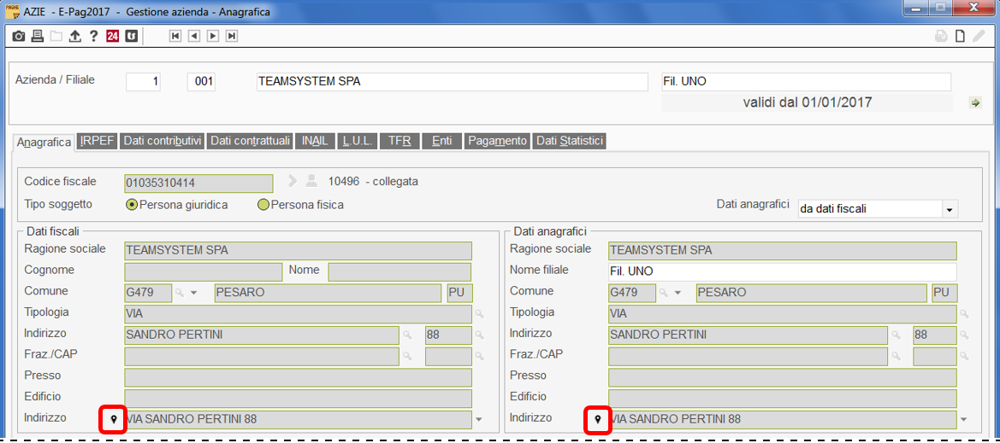 PAGHE AZIE - E-Pag2017 - Gestione azienda - Anagrafica
? 24
Azienda / Filiale 1 001 TEAMSYSTEM SPA Fil. UNO
validi dal 01/01/2017
Anagrafica IRPEF Dati contributivi Dati contrattuali INAIL L.U.L. TFR Enti Pagamento Dati Statistici
Codice fiscale 01035310414 10496 - collegata
Tipo soggetto Persona giuridica Persona fisica Dati anagrafici da dati fiscali
Dati fiscali
Ragione sociale TEAMSYSTEM SPA
Cognome Nome
Comune G479 PESARO PU
Tipologia VIA
Indirizzo SANDRO PERTINI 88
Fraz./CAP
Presso
Edificio
Indirizzo VIA SANDRO PERTINI 88
Dati anagrafici
Ragione sociale TEAMSYSTEM SPA
Nome filiale Fil. UNO
Comune G479 PESARO PU
Tipologia VIA
Indirizzo SANDRO PERTINI 88
Fraz./CAP
Presso
Edificio
Indirizzo VIA SANDRO PERTINI 88